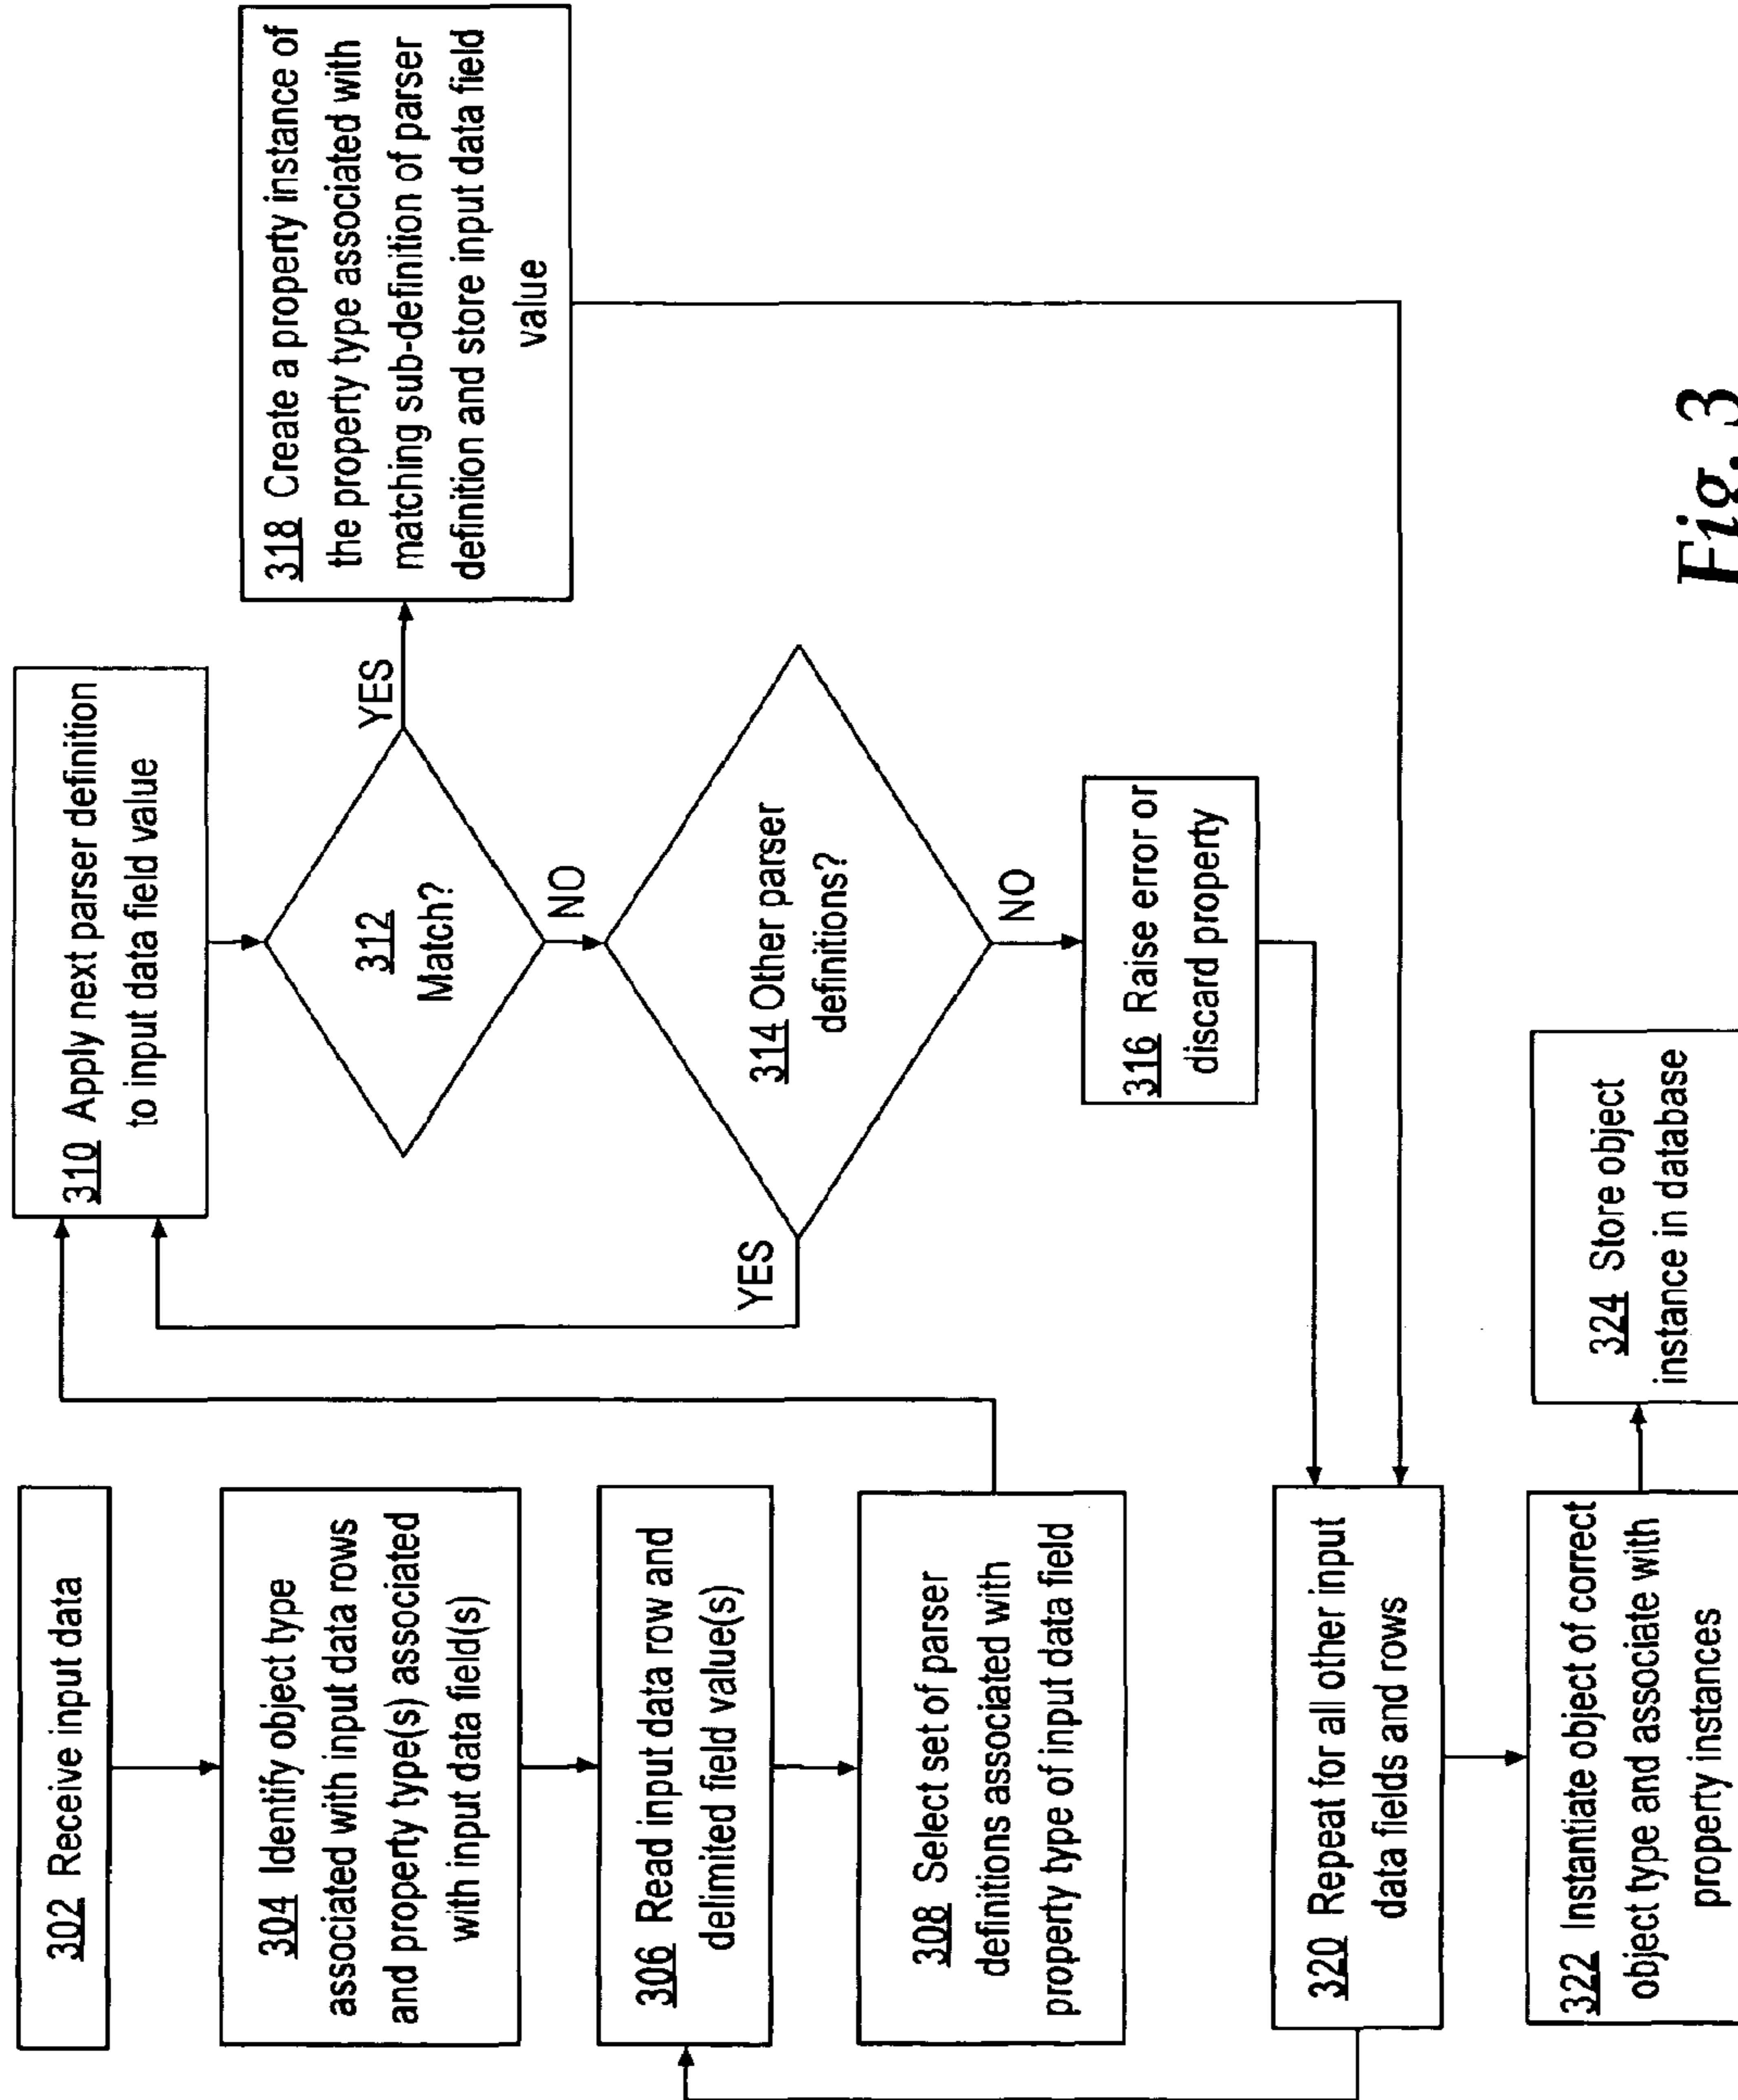 302 Receive input data
304 Identify object type
associated with input data rows
and property type(s) associated
with input data field(s)
306 Read input data row and
delimited field value(s)
308 Select set of parser
definitions associated with
property type of input data field
310 Apply next parser definition
to input data field value
312
Match?
YES
NO
314 Other parser
definitions?
YES
NO
316 Raise error or
discard property
318 Create a property instance of
the property type associated with
matching sub-definition of parser
definition and store input data field
value
320 Repeat for all other input
data fields and rows
322 Instantiate object of correct
object type and associate with
property instances
324 Store object
instance in database
Fig. 3